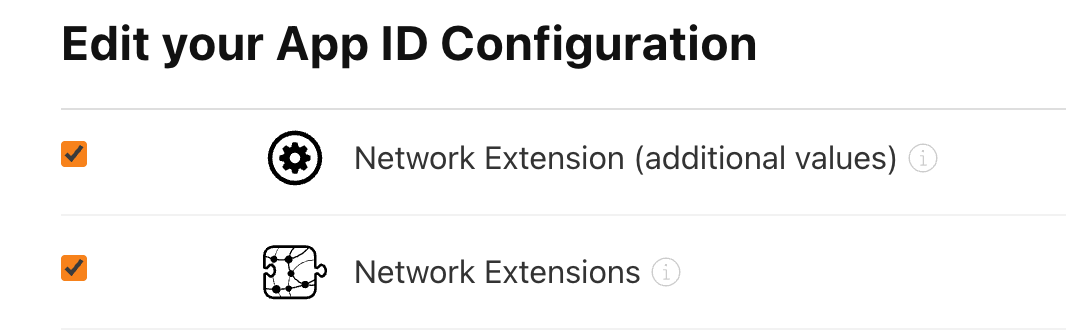 Edit your App ID Configuration
Network Extension (additional values)
Network Extensions